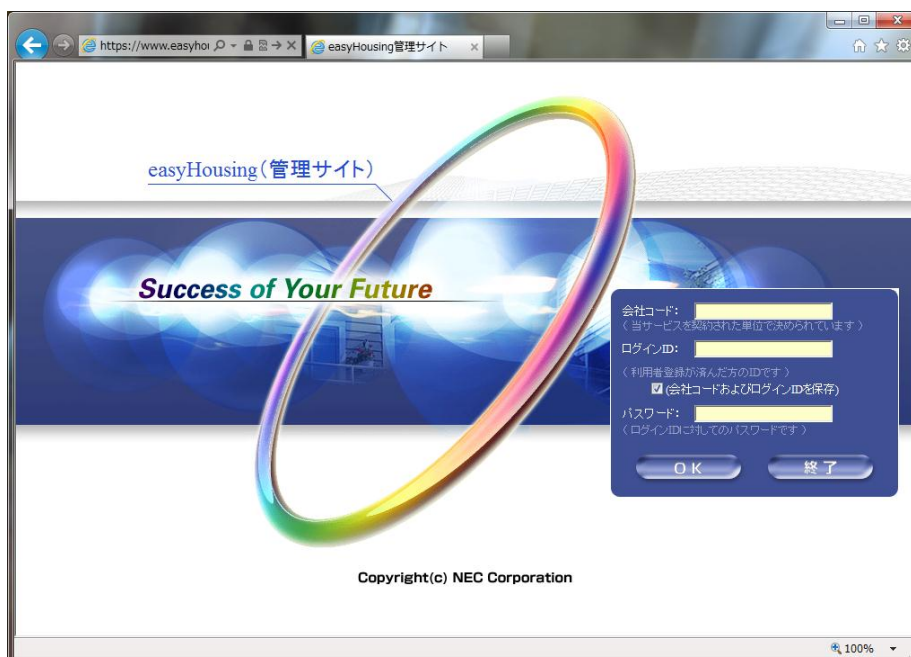 https://www.easyho
easyHousing管理サイト
easyHousing(管理サイト)
Success of Your Future
会社コード:
(当サービスを契約された単位で決められています)
ログインID:
(利用者登録が済んだ方のIDです)
(会社コードおよびログインIDを保存)
パスワード:
(ログインIDに対してのパスワードです)
OK
終了
Copyright(c) NEC Corporation
100%